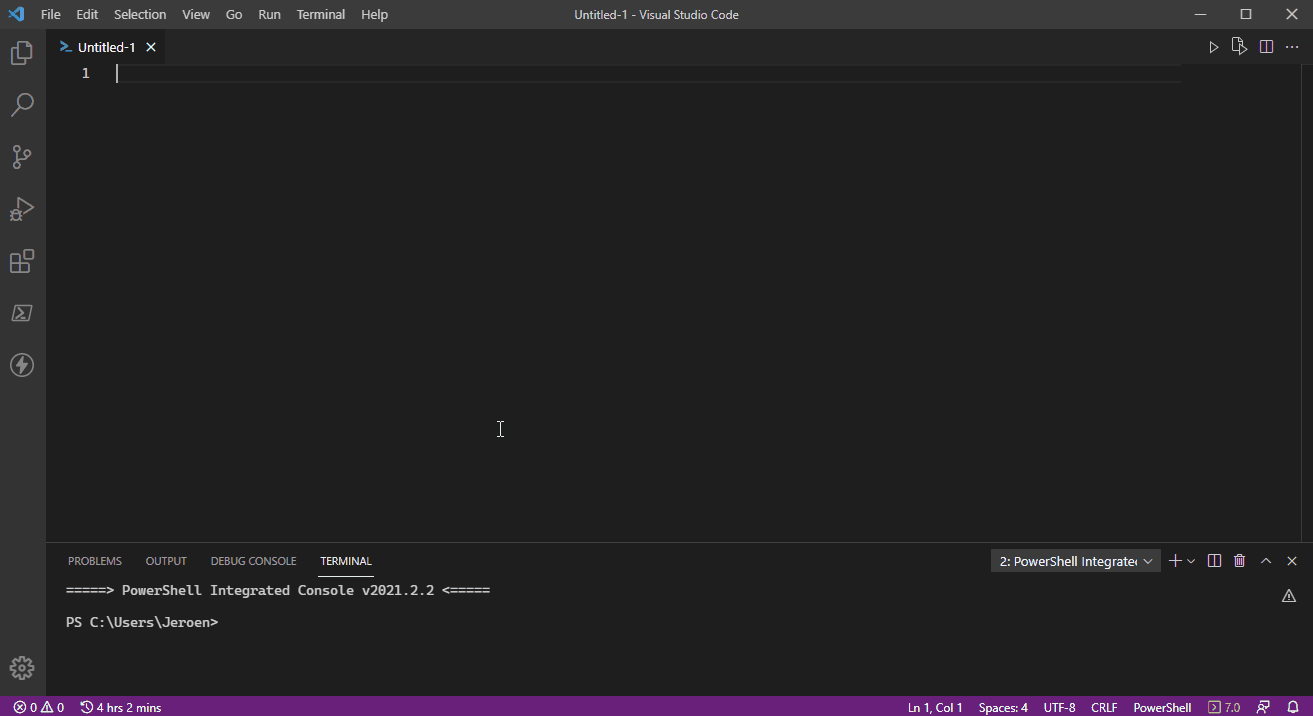 File Edit Selection View Go Run Terminal Help Untitled-1 - Visual Studio Code
Untitled-1
1
PROBLEMS OUTPUT DEBUG CONSOLE TERMINAL 2: PowerShell Integrate
=====> PowerShell Integrated Console v2021.2.2 <=====
PS C:\Users\Jeroen>
0 0 4 hrs 2 mins Ln 1, Col 1 Spaces: 4 UTF-8 CRLF PowerShell 7.0